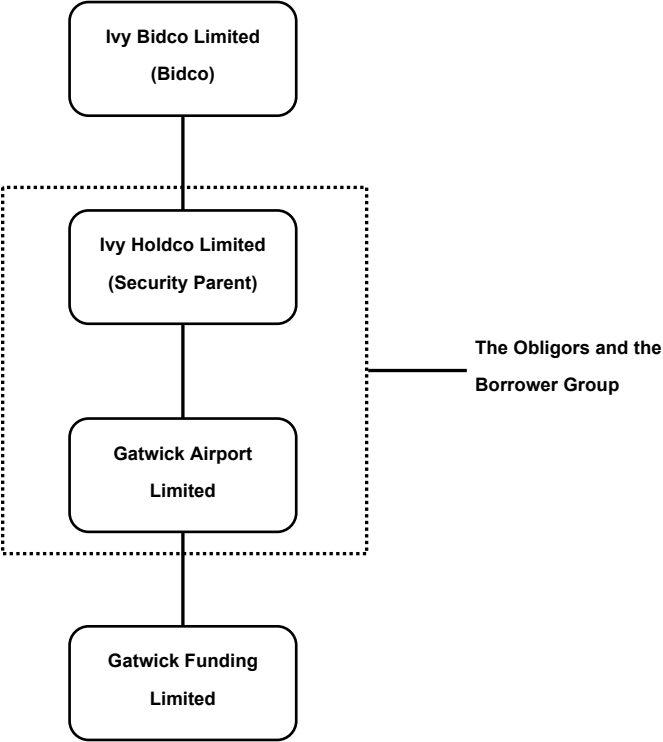 Ivy Bidco Limited
(Bidco)
Ivy Holdco Limited
(Security Parent)
The Obligors and the
Borrower Group
Gatwick Airport
Limited
Gatwick Funding
Limited